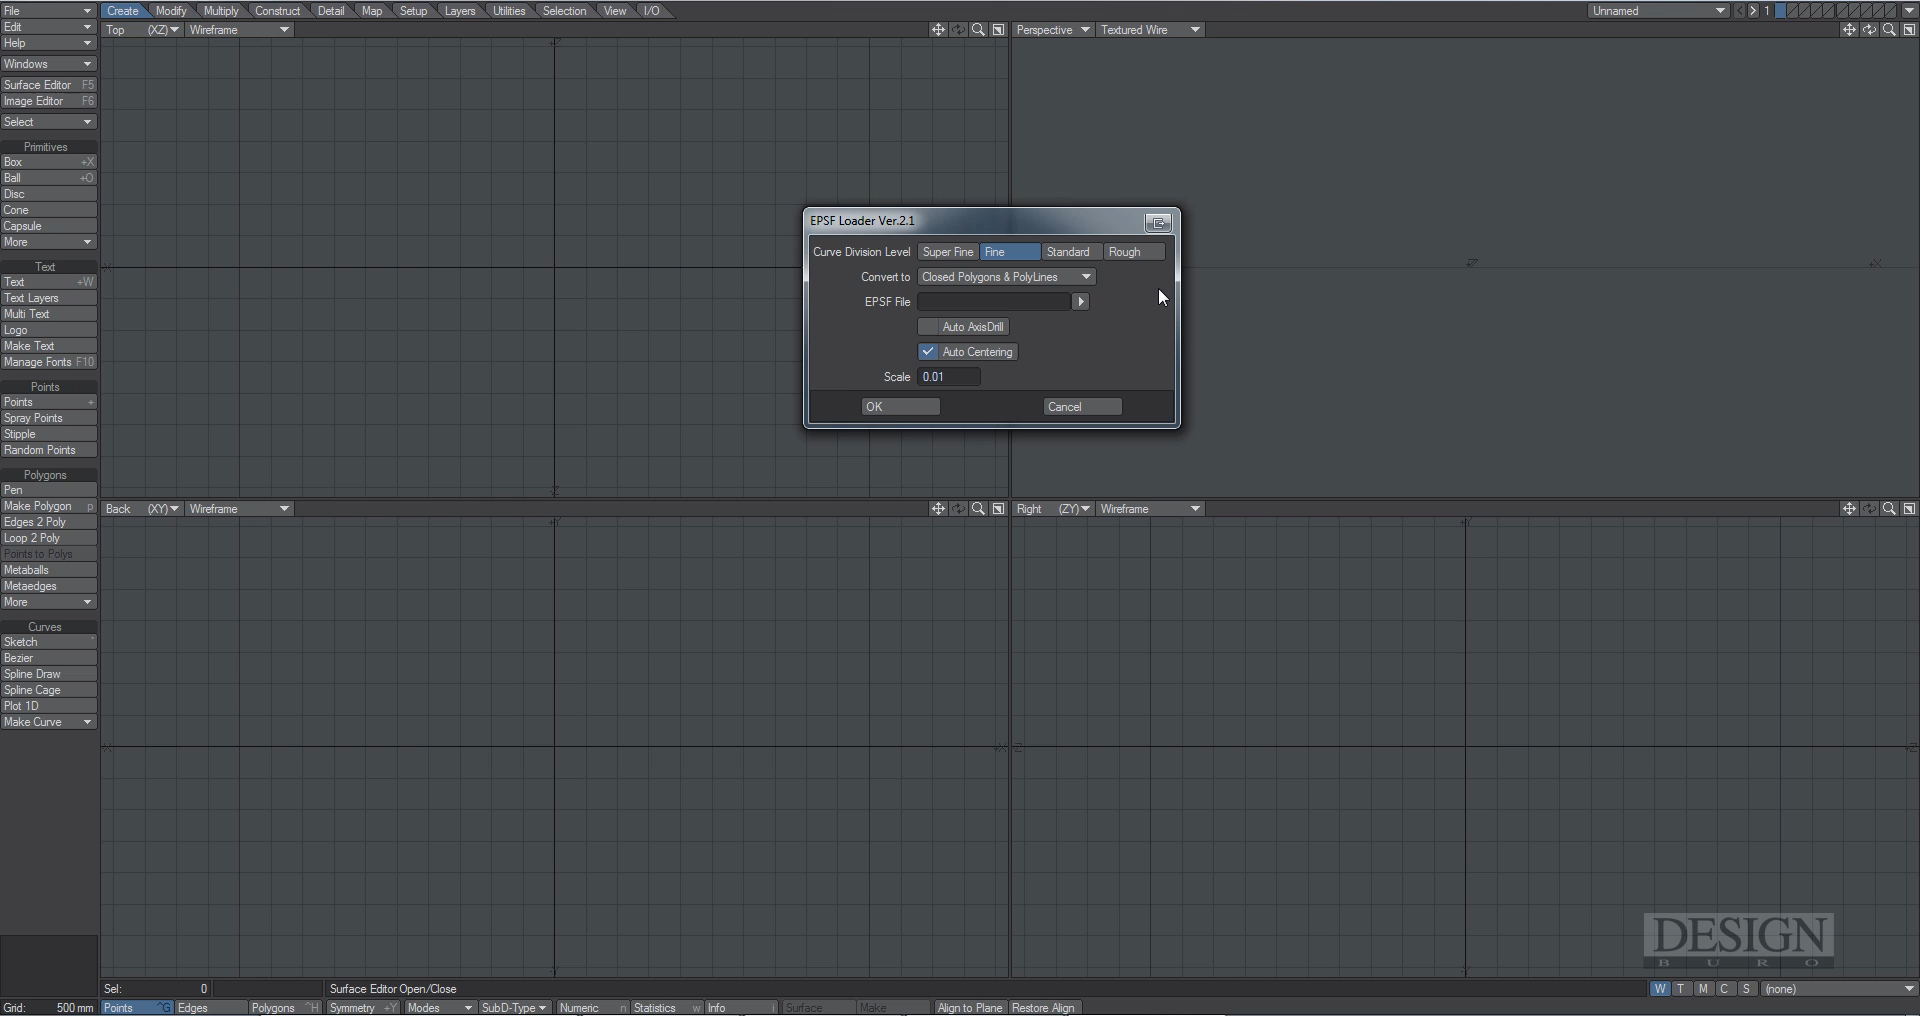 File Create Modify Multiply Construct Detail Map Setup Layers Utilities Selection View I/O Unnamed 1
Edit
Help
Windows
Surface Editor F5
Image Editor F6
Select
Primitives
Box +X
Ball +O
Disc
Cone
Capsule
More
Text
Text +W
Text Layers
Multi Text
Logo
Make Text
Manage Fonts F10
Points
Points +
Spray Points
Stipple
Random Points
Polygons
Pen
Make Polygon p
Edges 2 Poly
Loop 2 Poly
Points to Polys
Metaballs
Metaedges
More
Curves
Sketch
Bezier
Spline Draw
Spline Cage
Plot 1D
Make Curve
Top (XZ) Wireframe
Perspective Textured Wire
EPSF Loader Ver.2.1
Curve Division Level Super Fine Fine Standard Rough
Convert to Closed Polygons & PolyLines
EPSF File
Auto AxisDrill
Auto Centering
Scale 0.01
OK Cancel
Back (XY) Wireframe
Right (ZY) Wireframe
DESIGN
BURO
Sel: 0 Surface Editor Open/Close W T M C S (none)
Grid: 500 mm Points ^G Edges Polygons ^H Symmetry +Y Modes SubD-Type Numeric n Statistics w Info i Surface Make Align to Plane Restore Align